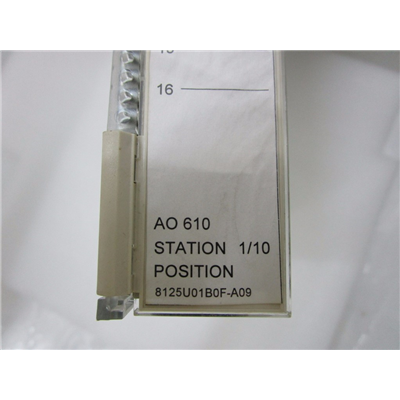 16
AO 610
STATION 1/10
POSITION
8125U01B0F-A09